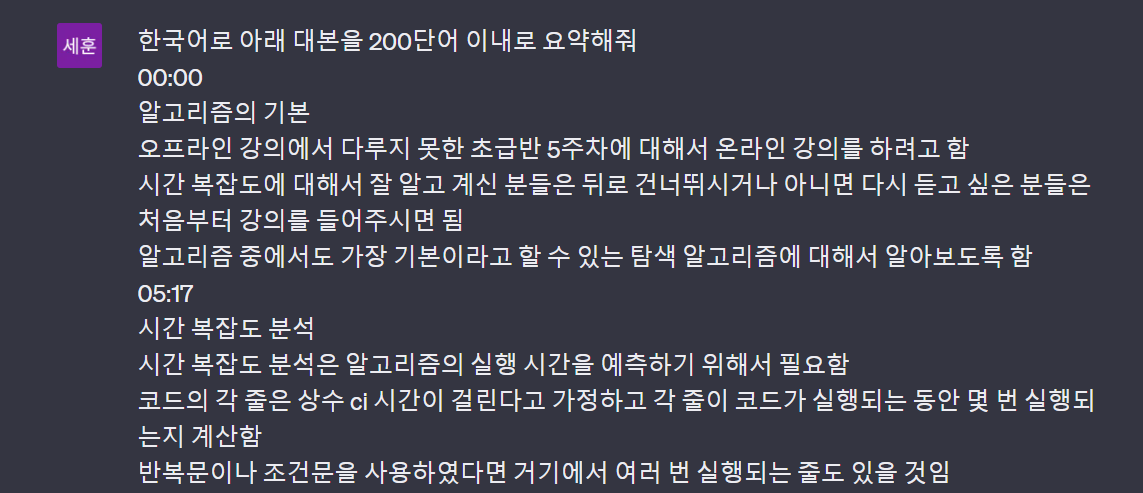 세훈
한국어로 아래 대본을 200단어 이내로 요약해줘
00:00
알고리즘의 기본
오프라인 강의에서 다루지 못한 초급반 5주차에 대해서 온라인 강의를 하려고 함
시간 복잡도에 대해서 잘 알고 계신 분들은 뒤로 건너뛰시거나 아니면 다시 듣고 싶은 분들은
처음부터 강의를 들어주시면 됨
알고리즘 중에서도 가장 기본이라고 할 수 있는 탐색 알고리즘에 대해서 알아보도록 함
05:17
시간 복잡도 분석
시간 복잡도 분석은 알고리즘의 실행 시간을 예측하기 위해서 필요함
코드의 각 줄은 상수 ci 시간이 걸린다고 가정하고 각 줄이 코드가 실행되는 동안 몇 번 실행되
는지 계산함
반복문이나 조건문을 사용하였다면 거기에서 여러 번 실행되는 줄도 있을 것임